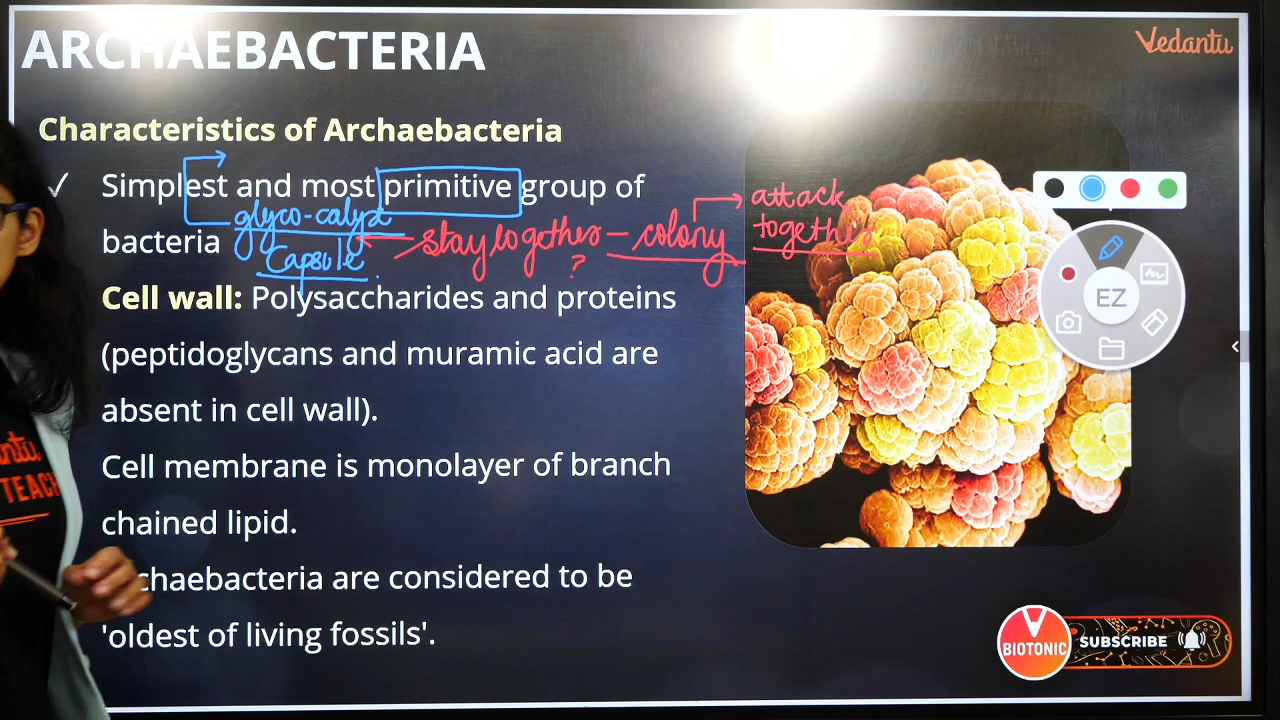 ARCHAEBACTERIA
Vedantu
Characteristics of Archaebacteria
✓ Simplest and most primitive group of
attack
glyco-calyx
together
bacteria
stay together – colony
Capsule
?
Cell wall: Polysaccharides and proteins
EZ
(peptidoglycans and muramic acid are
absent in cell wall).
Cell membrane is monolayer of branch
TEACH
chained lipid.
chaebacteria are considered to be
'oldest of living fossils'.
BIOTONIC
SUBSCRIBE